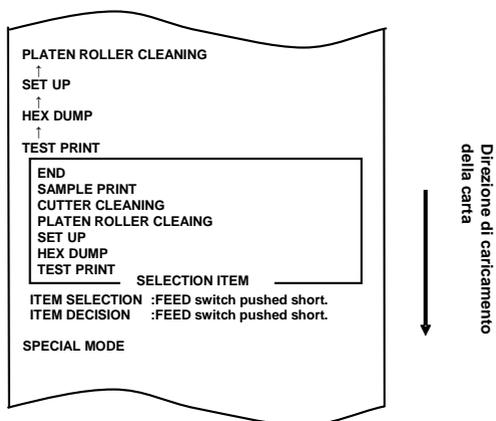 PLATEN ROLLER CLEANING
↑
SET UP
↑
HEX DUMP
↑
TEST PRINT
END
SAMPLE PRINT
CUTTER CLEANING
PLATEN ROLLER CLEAING
SET UP
HEX DUMP
TEST PRINT
SELECTION ITEM
ITEM SELECTION :FEED switch pushed short.
ITEM DECISION :FEED switch pushed short.
SPECIAL MODE
Direzione di caricamento
della carta